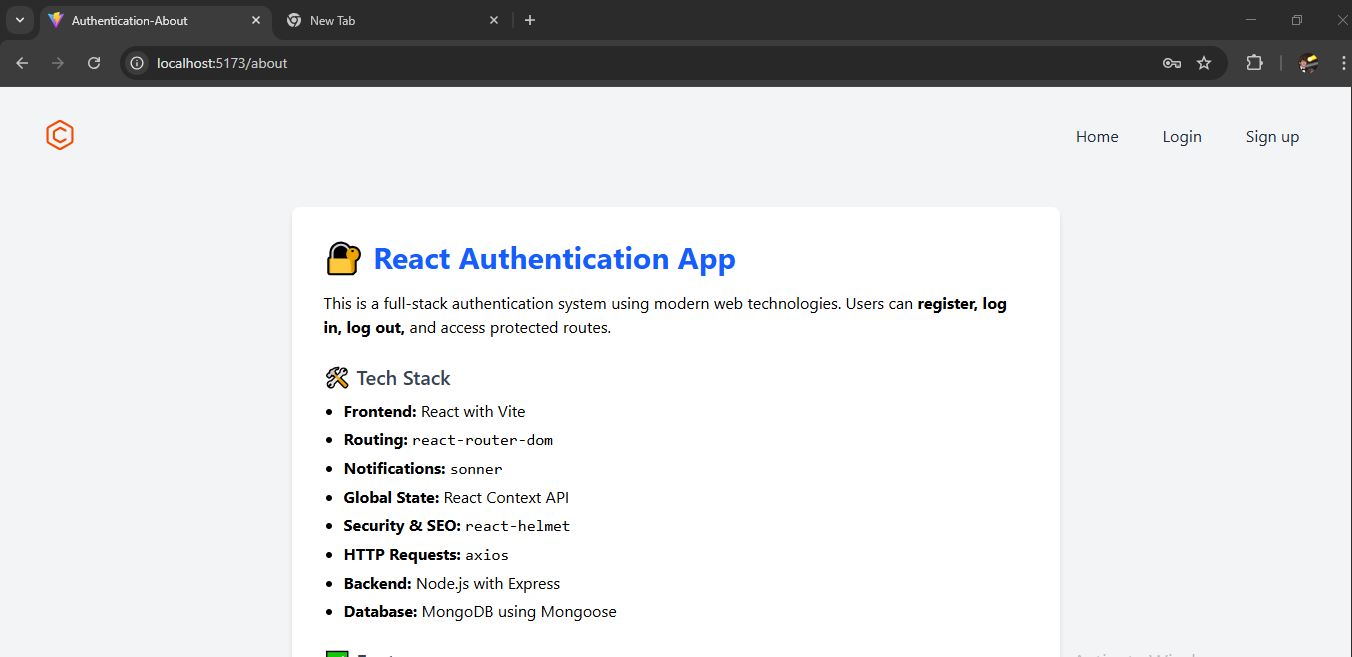 Authentication-About
New Tab
localhost:5173/about
Home Login Sign up
React Authentication App
This is a full-stack authentication system using modern web technologies. Users can register, log
in, log out, and access protected routes.
Tech Stack
Frontend: React with Vite
Routing: react-router-dom
Notifications: sonner
Global State: React Context API
Security & SEO: react-helmet
HTTP Requests: axios
Backend: Node.js with Express
Database: MongoDB using Mongoose